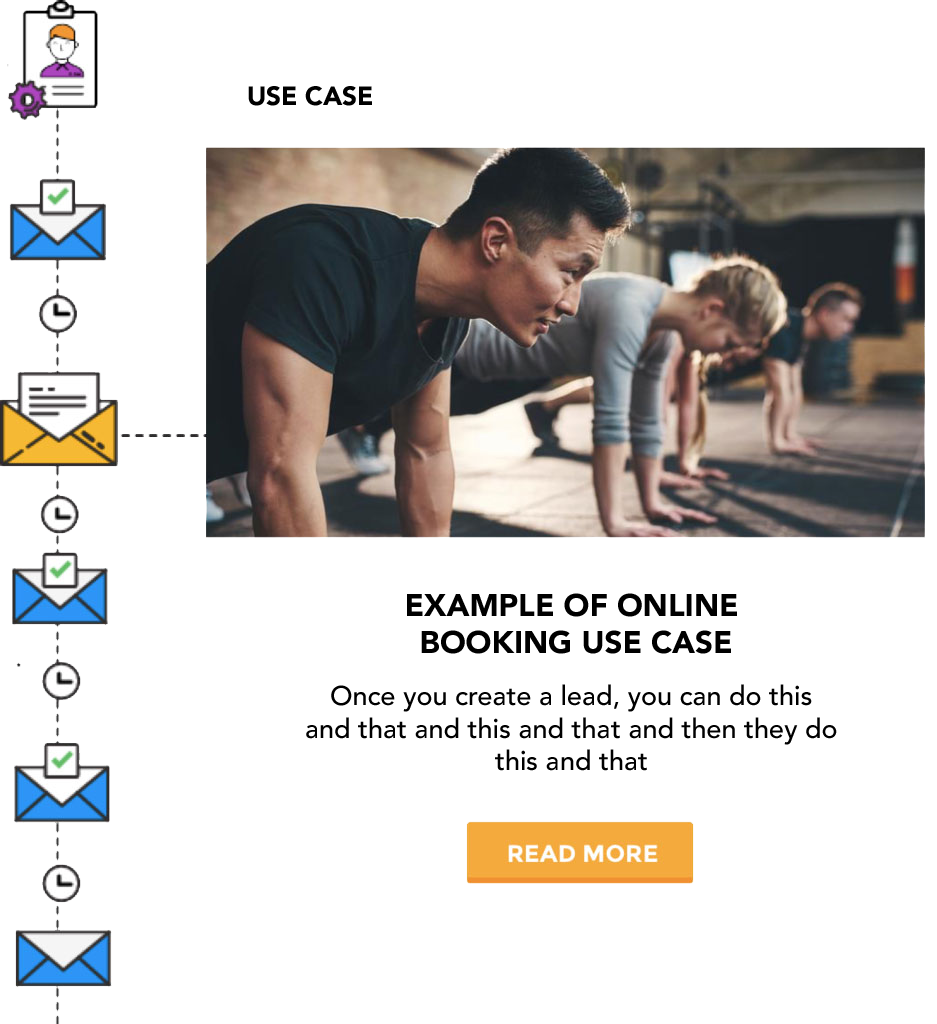 USE CASE
EXAMPLE OF ONLINE
BOOKING USE CASE
Once you create a lead, you can do this
and that and this and that and then they do
this and that
READ MORE